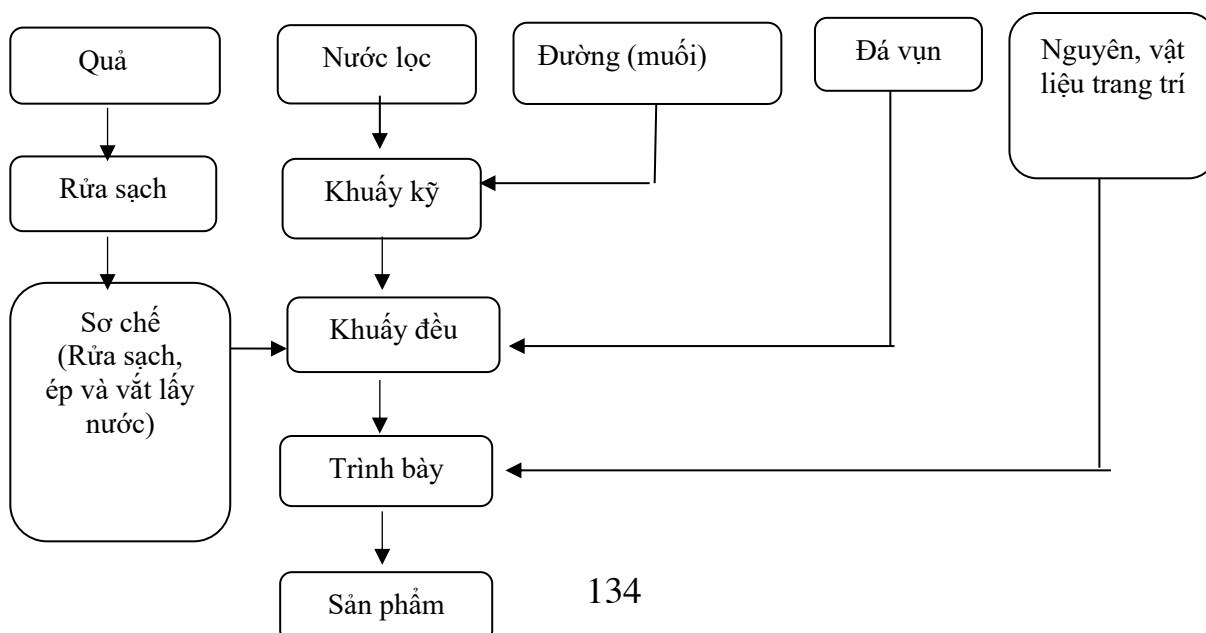 Quả
Nước lọc
Đường (muối)
Đá vụn
Nguyên, vật
liệu trang trí
Rửa sạch
Khuấy kỹ
Sơ chế
(Rửa sạch,
ép và vắt lấy
nước)
Khuấy đều
Trình bày
Sản phẩm
134